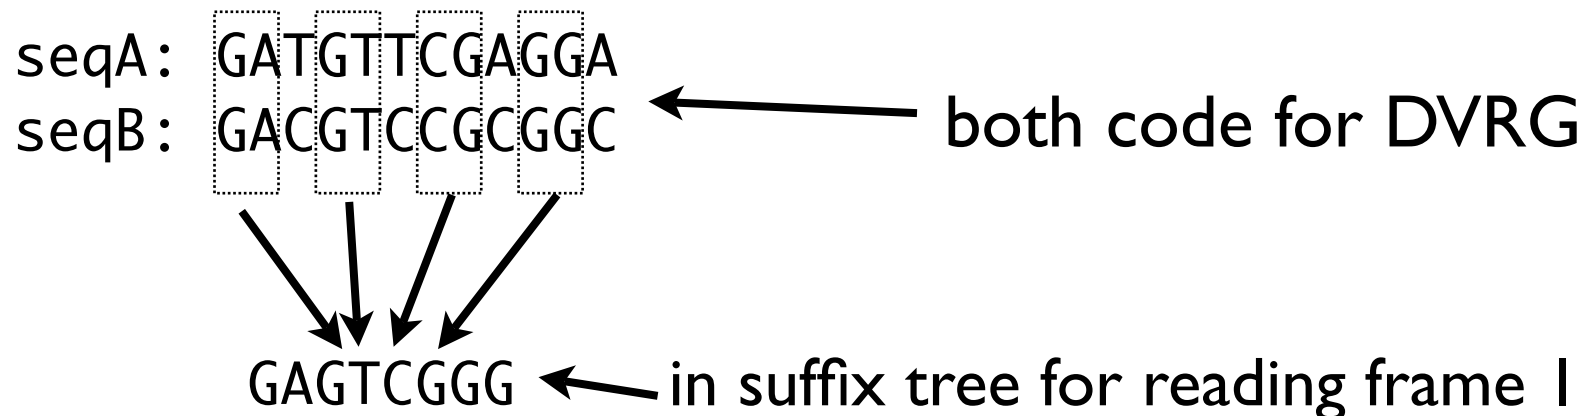 seqA: GATGTTCGAGGA
seqB: GACGTCCGCGGC
both code for DVRG
GAGTCGGG
in suffix tree for reading frame 1